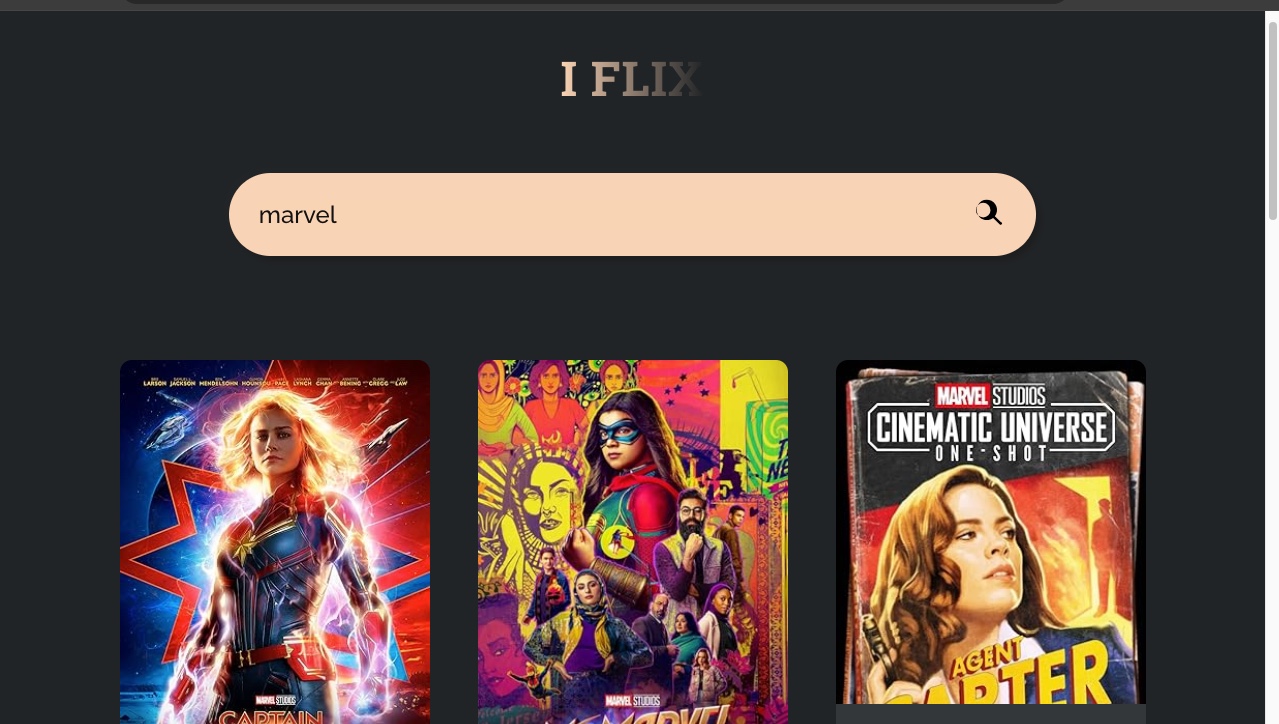 I FLIX
marvel
LARSON JACKSON MENDELSOHN HOUNSOU PACE LYNCH CHAN BENING GREGG LAW
MARVEL STUDIOS
CINEMATIC UNIVERSE
ONE-SHOT
AGENT
CARTER
MARVEL STUDIOS
CAPTAIN
MARVEL STUDIOS
MS. MARVEL